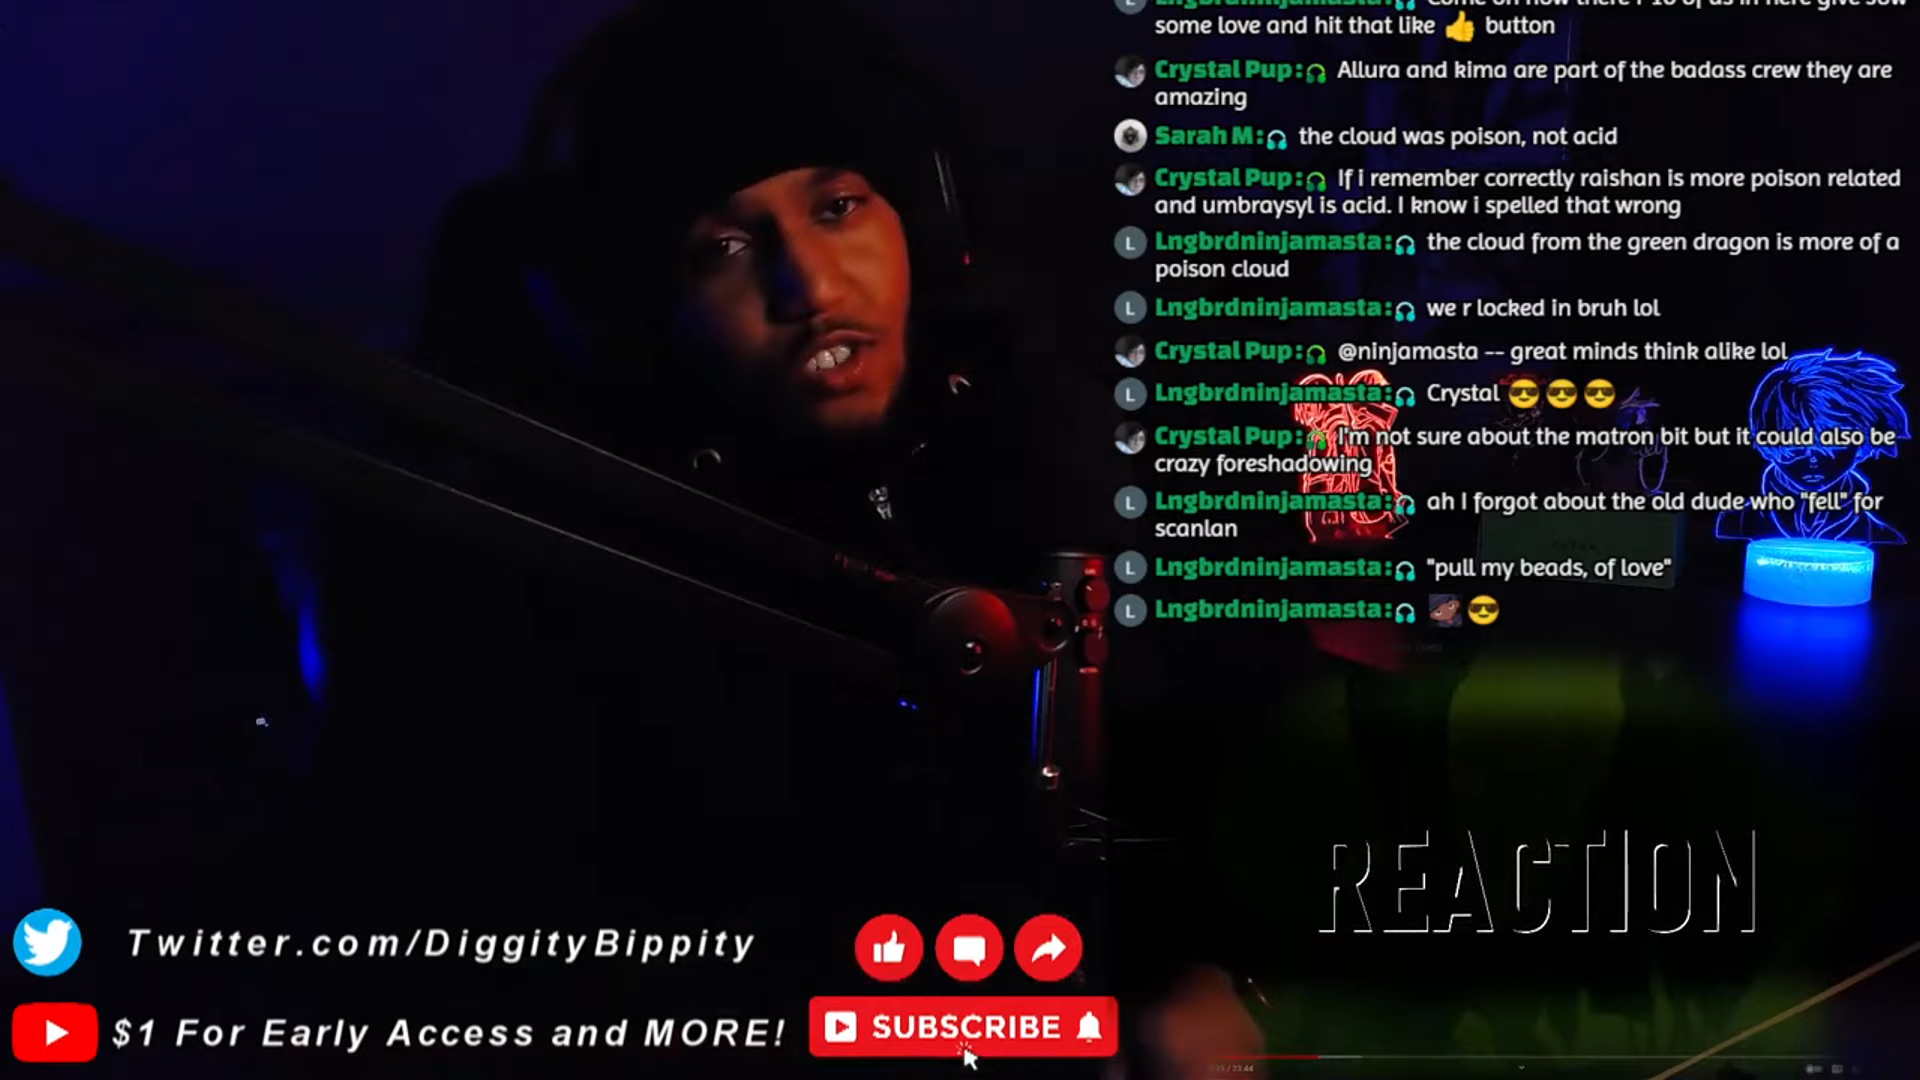 some love and hit that like 👍 button
Crystal Pup: Allura and kima are part of the badass crew they are
amazing
Sarah M: the cloud was poison, not acid
Crystal Pup: If i remember correctly raishan is more poison related
and umbraysyl is acid. I know i spelled that wrong
Lngbrdninjamasta: the cloud from the green dragon is more of a
poison cloud
Lngbrdninjamasta: we r locked in bruh lol
Crystal Pup: @ninjamasta -- great minds think alike lol
Lngbrdninjamasta: Crystal 😎😎😎
Crystal Pup: I'm not sure about the matron bit but it could also be
crazy foreshadowing
Lngbrdninjamasta: ah I forgot about the old dude who "fell" for
scanlan
Lngbrdninjamasta: "pull my beads, of love"
Lngbrdninjamasta: 😎
REACTION
Twitter.com/DiggityBippity
$1 For Early Access and MORE!
SUBSCRIBE